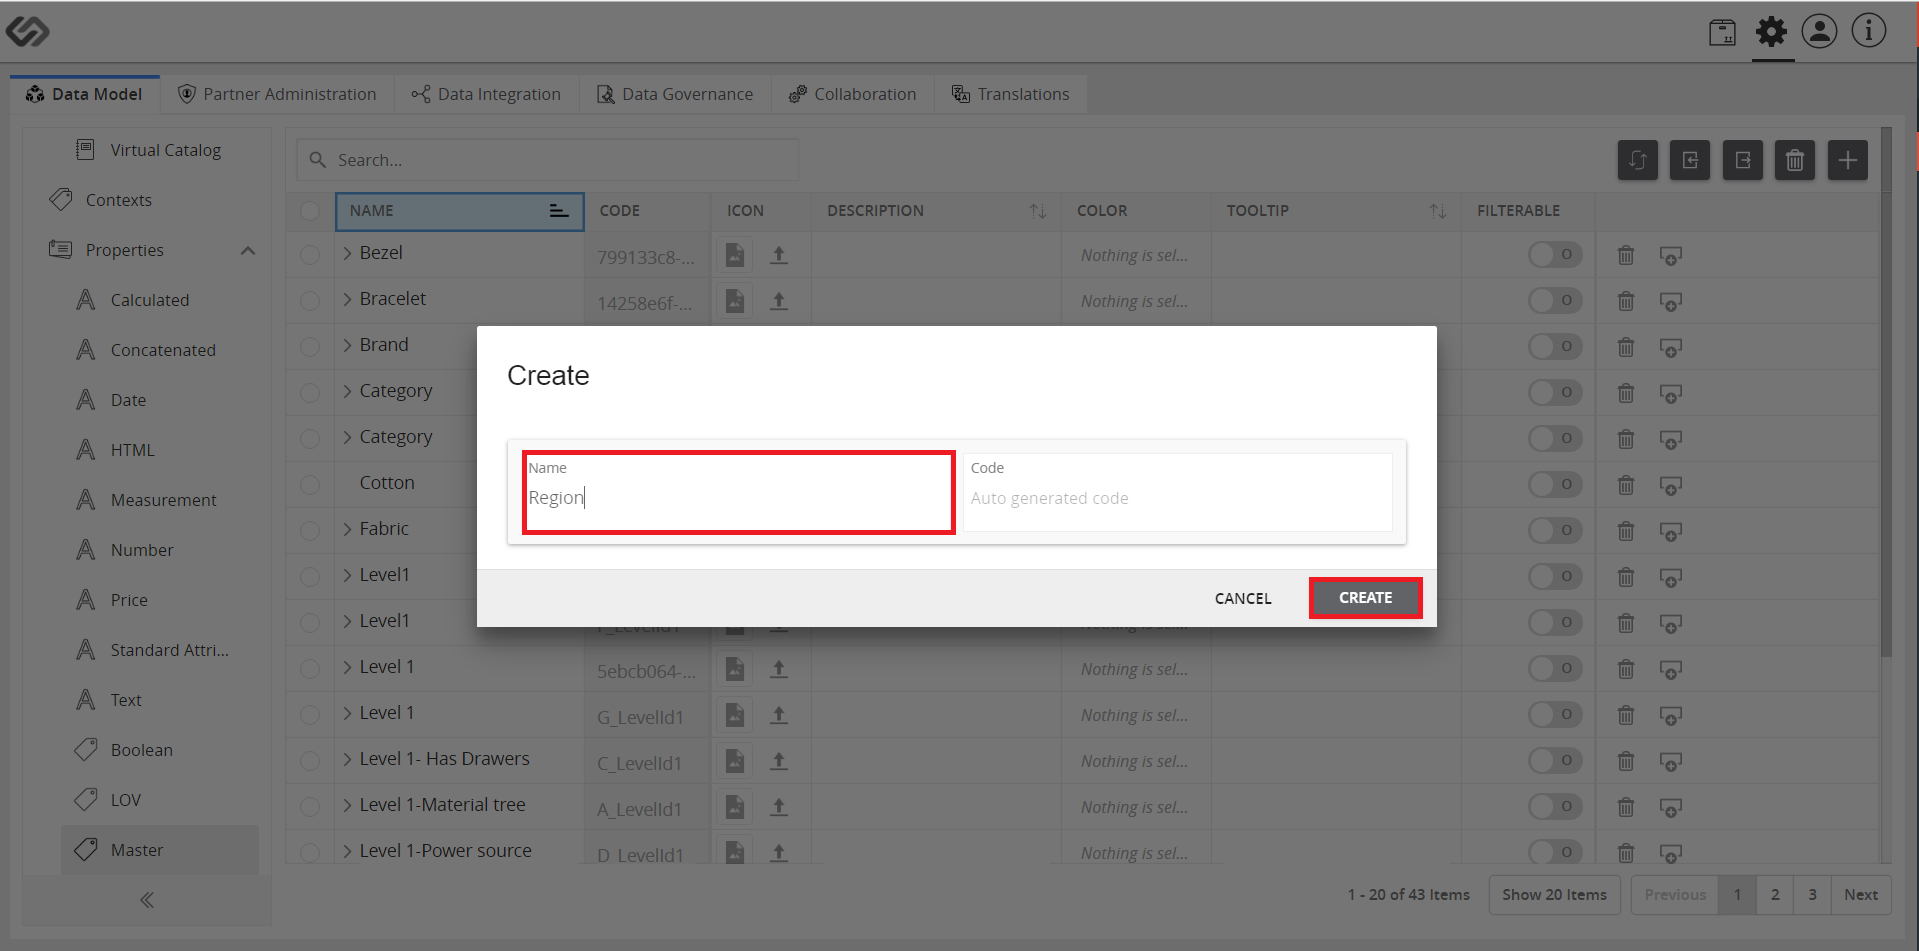 Data Model
Partner Administration
Data Integration
Data Governance
Collaboration
Translations
Virtual Catalog
Contexts
Properties
Calculated
Concatenated
Date
HTML
Measurement
Number
Price
Standard Attri...
Text
Boolean
LOV
Master
Search...
NAME CODE ICON DESCRIPTION COLOR TOOLTIP FILTERABLE
Bezel 799133c8-... Nothing is sel... O
Bracelet 14258e6f-... Nothing is sel... O
Brand O
Category O
Category O
Cotton O
Fabric O
Level1 O
Level1 O
Level 1 5ebcb064-... Nothing is sel... O
Level 1 G_LevelId1 Nothing is sel... O
Level 1- Has Drawers C_LevelId1 Nothing is sel... O
Level 1-Material tree A_LevelId1 Nothing is sel... O
Level 1-Power source D_LevelId1 Nothing is sel... O
Create
Name
Region
Code
Auto generated code
CANCEL
CREATE
1 - 20 of 43 Items
Show 20 Items
Previous 1 2 3 Next